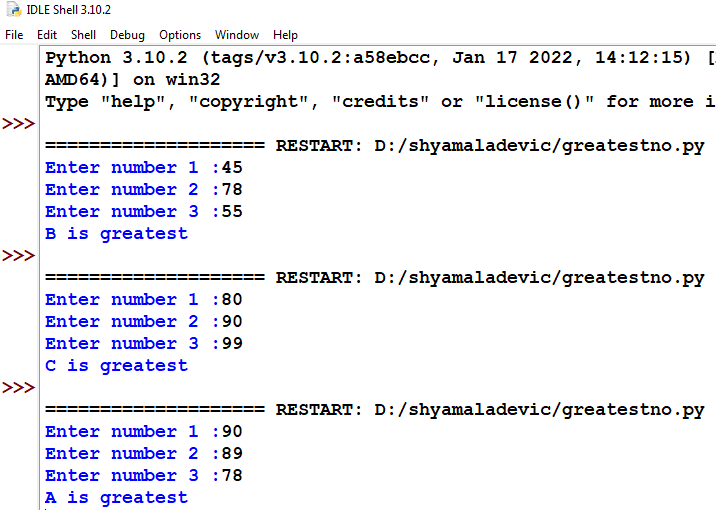 IDLE Shell 3.10.2
File Edit Shell Debug Options Window Help
Python 3.10.2 (tags/v3.10.2:a58ebcc, Jan 17 2022, 14:12:15) [
AMD64)] on win32
Type "help", "copyright", "credits" or "license()" for more i
>>>
==================== RESTART: D:/shyamaladevic/greatestno.py
Enter number 1 :45
Enter number 2 :78
Enter number 3 :55
B is greatest
>>>
==================== RESTART: D:/shyamaladevic/greatestno.py
Enter number 1 :80
Enter number 2 :90
Enter number 3 :99
C is greatest
>>>
==================== RESTART: D:/shyamaladevic/greatestno.py
Enter number 1 :90
Enter number 2 :89
Enter number 3 :78
A is greatest